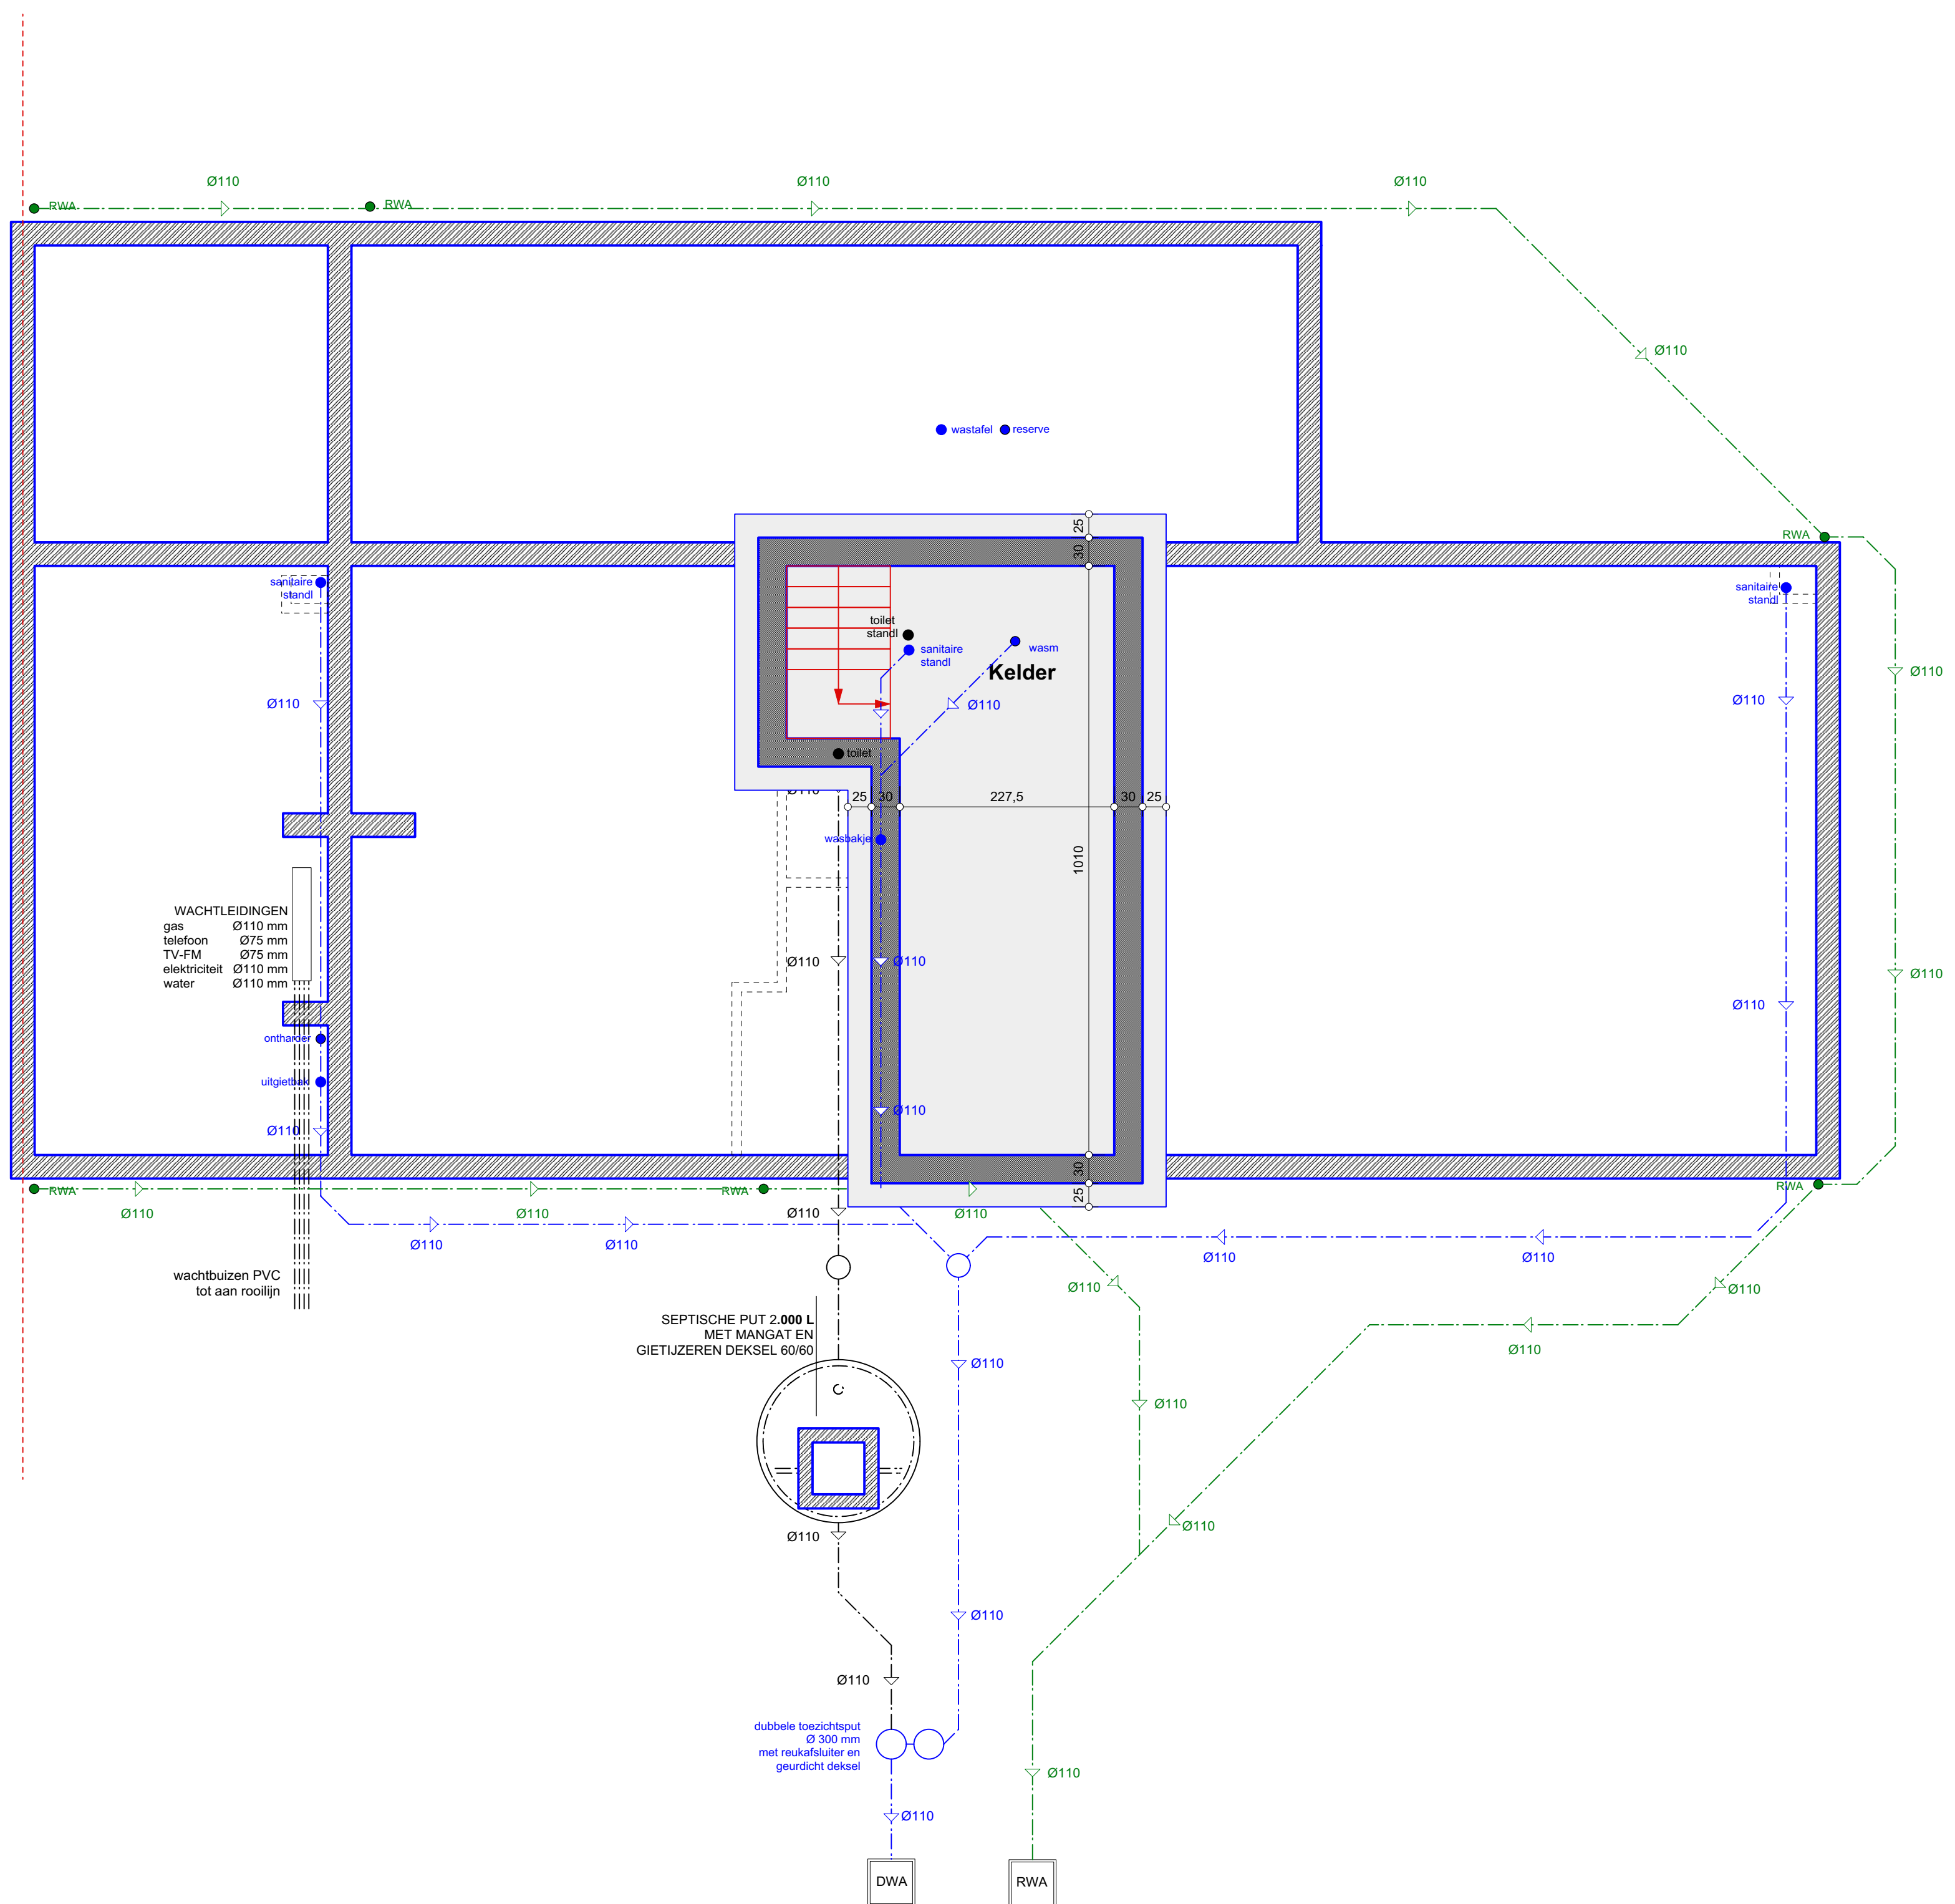 Ø110 Ø110 Ø110
RWA RWA
Ø110
wastafel reserve
25
30
RWA
sanitaire
standl
sanitaire
standl
toilet
standl
sanitaire
standl
wasm
Kelder
Ø110
Ø110
Ø110
Ø110
toilet
Ø110
25 30 227,5 30 25
wasbakje
1010
WACHTLEIDINGEN
gas Ø110 mm
telefoon Ø75 mm
TV-FM Ø75 mm
elektriciteit Ø110 mm
water Ø110 mm
Ø110
Ø110
Ø110
Ø110
ontharder
uitgietbak
Ø110
Ø110
30
25
RWA
RWA
RWA
Ø110
Ø110
Ø110
Ø110
Ø110
Ø110
Ø110
Ø110
wachtbuizen PVC
tot aan rooilijn
Ø110
Ø110
SEPTISCHE PUT 2.000 L
MET MANGAT EN
GIETIJZEREN DEKSEL 60/60
Ø110
Ø110
Ø110
Ø110
Ø110
Ø110
Ø110
dubbele toezichtsput
Ø 300 mm
met reukafsluiter en
geurdicht deksel
Ø110
Ø110
DWA
RWA